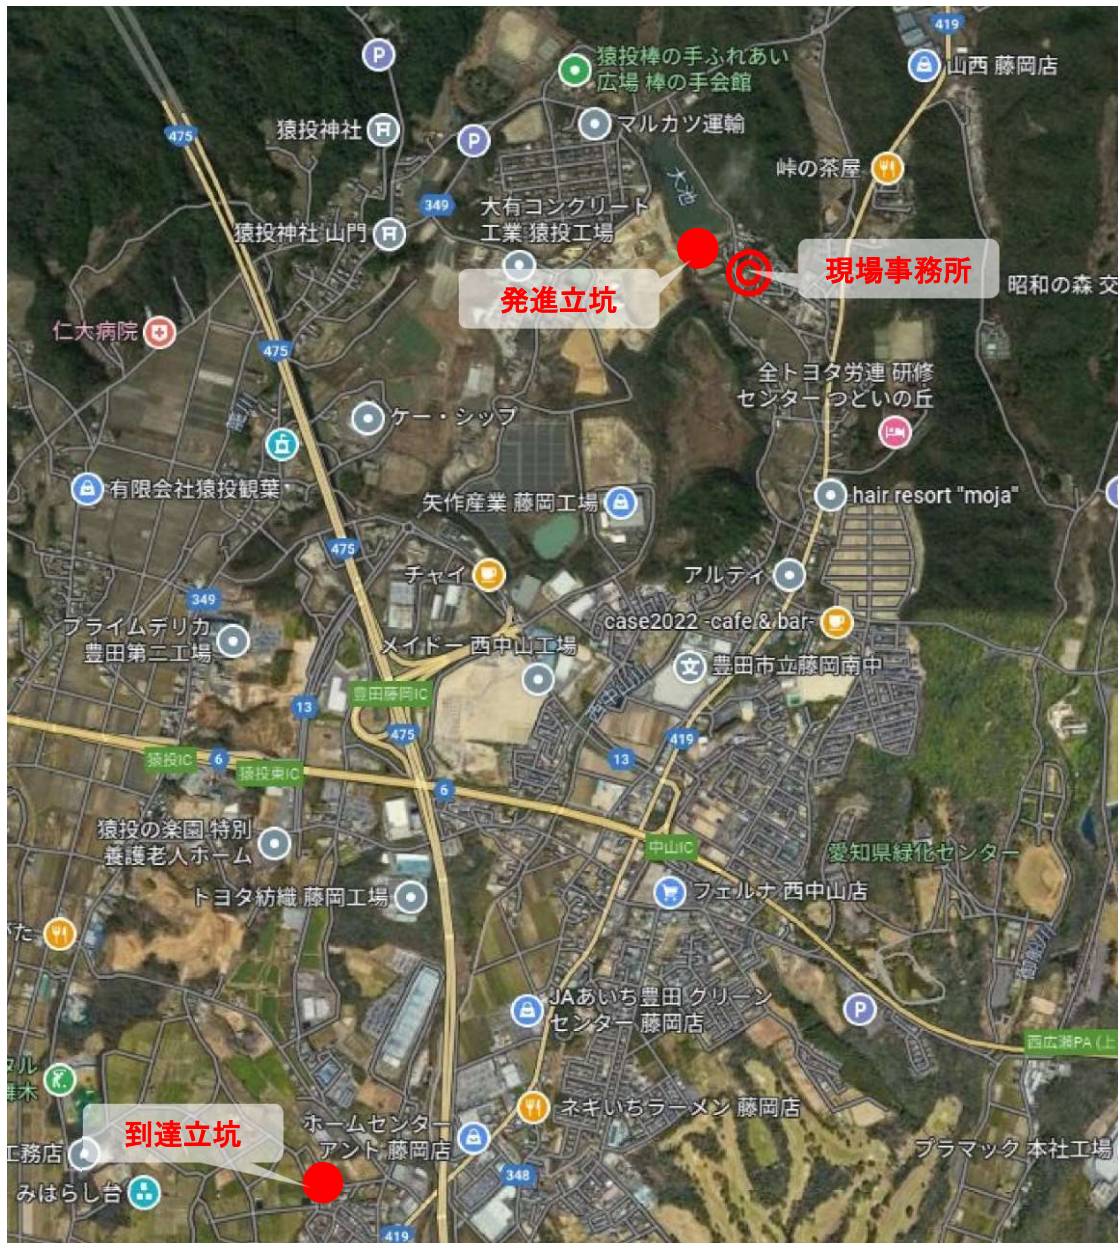 419
猿投棒の手ふれあい
広場 棒の手会館
山西 藤岡店
P
475
猿投神社
P
マルカツ運輸
峠の茶屋
大池
349
大有コンクリート
工業 猿投工場
猿投神社 山門
発進立坑
現場事務所
昭和の森 交
仁大病院
475
全トヨタ労連 研修
センター つどいの丘
ケー・シップ
有限会社猿投観葉
矢作産業 藤岡工場
hair resort "moja"
475
チャイ
アルティ
349
case2022 -cafe & bar-
プライムデリカ
豊田第二工場
メイドー 西中山工場
文
豊田市立藤岡南中
豊田藤岡IC
13
475
419
猿投IC
6
猿投東IC
13
6
猿投の楽園 特別
養護老人ホーム
中山IC
愛知県緑化センター
トヨタ紡織 藤岡工場
フェルナ 西中山店
がた
JAあいち豊田 グリーン
センター 藤岡店
P
西広瀬PA (上
タル
雑木
到達立坑
ホームセンター
アント 藤岡店
ネギいちラーメン 藤岡店
工務店
プラマック 本社工場
みはらし台
348
419